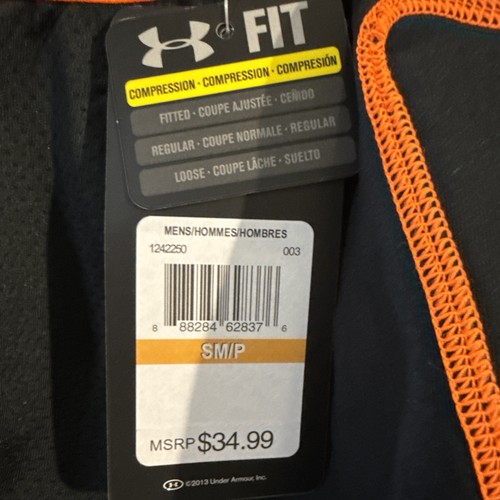 FIT
COMPRESSION · COMPRESSION · COMPRESIÓN
FITTED · COUPE AJUSTÉE · CEÑIDO
REGULAR · COUPE NORMALE · REGULAR
LOOSE · COUPE LÂCHE · SUELTO
MENS/HOMMES/HOMBRES
1242250 003
8 88284 62837 6
SM/P
MSRP $34.99
©2013 Under Armour, Inc.